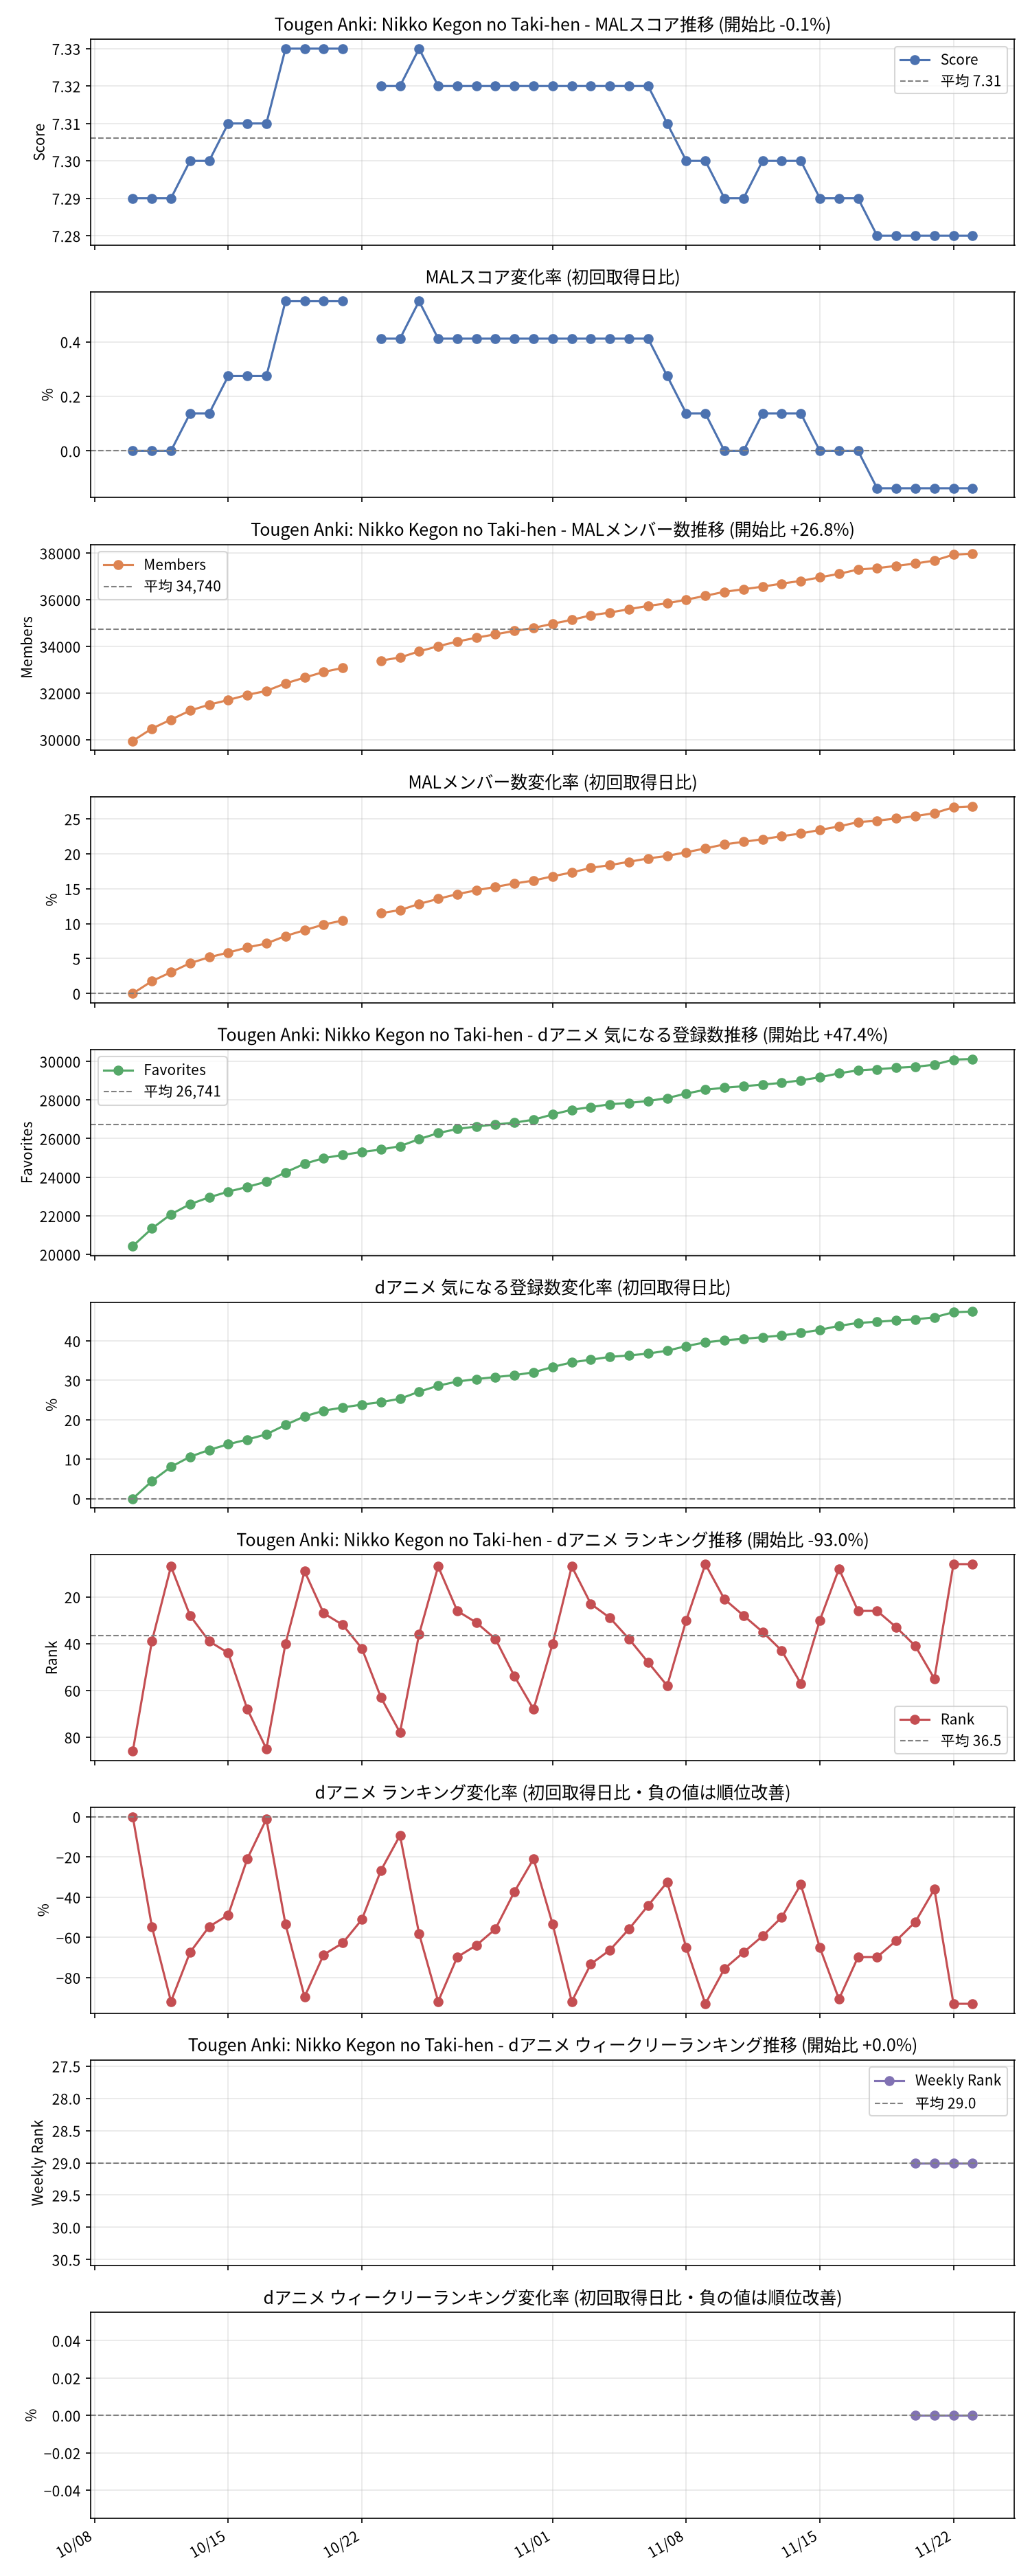 Tougen Anki: Nikko Kegon no Taki-hen - MALスコア推移 (開始比 -0.1%)
7.33
7.32
7.31
7.30
7.29
7.28
Score
Score
平均 7.31
MALスコア変化率 (初回取得日比)
0.4
0.2
0.0
%
Tougen Anki: Nikko Kegon no Taki-hen - MALメンバー数推移 (開始比 +26.8%)
38000
36000
34000
32000
30000
Members
Members
平均 34,740
MALメンバー数変化率 (初回取得日比)
25
20
15
10
5
0
%
Tougen Anki: Nikko Kegon no Taki-hen - dアニメ 気になる登録数推移 (開始比 +47.4%)
30000
28000
26000
24000
22000
20000
Favorites
Favorites
平均 26,741
dアニメ 気になる登録数変化率 (初回取得日比)
40
30
20
10
0
%
Tougen Anki: Nikko Kegon no Taki-hen - dアニメ ランキング推移 (開始比 -93.0%)
20
40
60
80
Rank
Rank
平均 36.5
dアニメ ランキング変化率 (初回取得日比・負の値は順位改善)
0
−20
−40
−60
−80
%
Tougen Anki: Nikko Kegon no Taki-hen - dアニメ ウィークリーランキング推移 (開始比 +0.0%)
27.5
28.0
28.5
29.0
29.5
30.0
30.5
Weekly Rank
Weekly Rank
平均 29.0
dアニメ ウィークリーランキング変化率 (初回取得日比・負の値は順位改善)
0.04
0.02
0.00
−0.02
−0.04
%
10/08
10/15
10/22
11/01
11/08
11/15
11/22